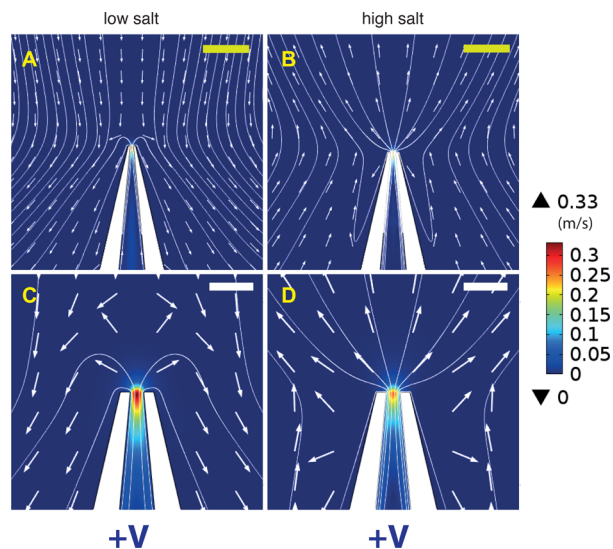 low salt
high salt
A
B
▲ 0.33
(m/s)
0.3
0.25
0.2
0.15
0.1
0.05
0
▼ 0
C
D
+V
+V